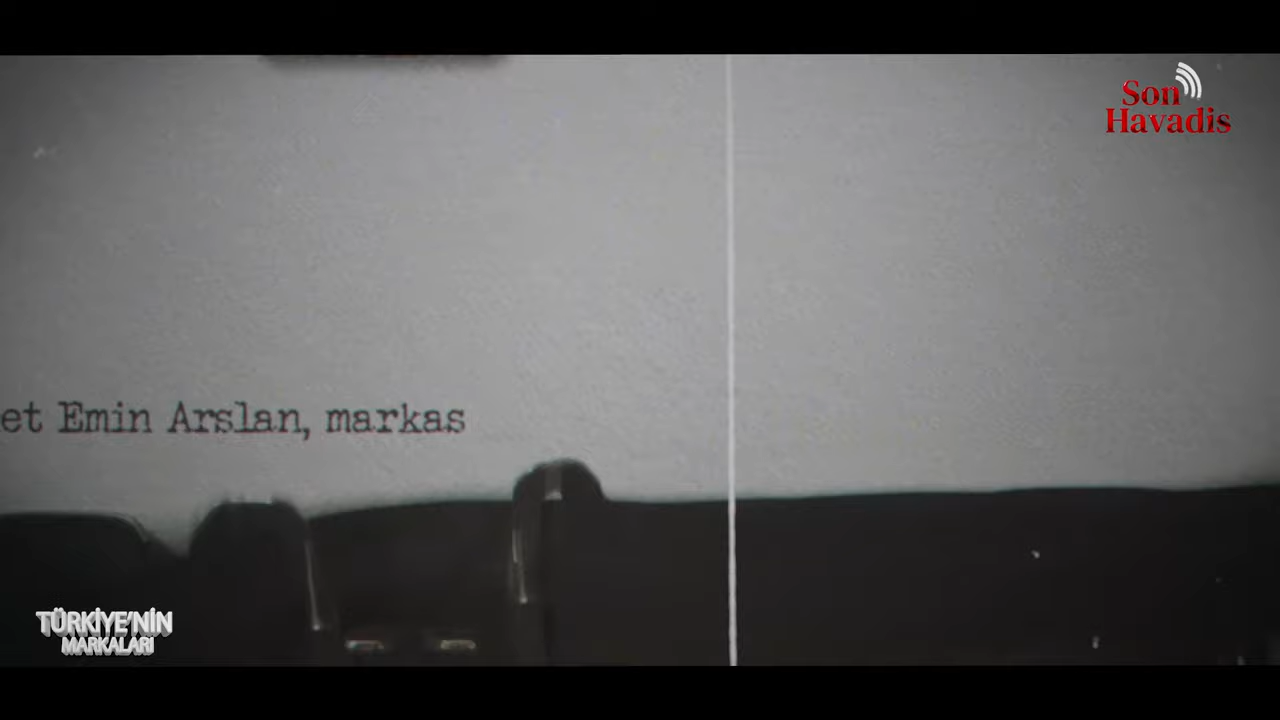 Son
Havadis
et Emin Arslan, markas
TÜRKİYE'NİN
MARKALARI